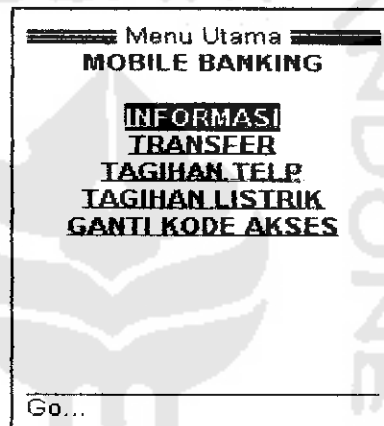 Menu Utama
MOBILE BANKING
INFORMASI
TRANSFER
TAGIHAN TELP
TAGIHAN LISTRIK
GANTI KODE AKSES
Go...